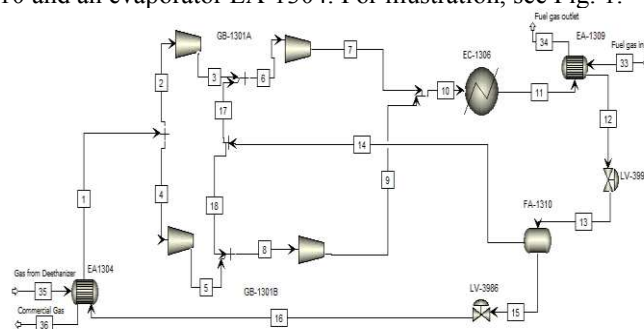 10 and an evaporator EA-1304. For illustration, see Fig. 1.
Fuel gas outlet
EA-1309
34
Fuel gas in
33
GB-1301A
7
EC-1306
2
3
6
10
11
12
17
14
LV-399
1
9
4
18
FA-1310
13
8
5
Gas from Deethanizer
EA1304
GB-1301B
LV-3986
35
15
Commercial Gas
16
36